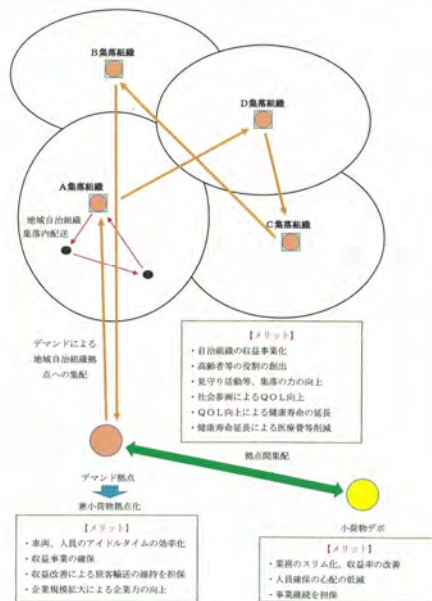 B集落組織
D集落組織
A集落組織
地域自治組織
集落内配送
C集落組織
デマンドによる
地域自治組織拠
点への集配
【メリット】
・自治組織の収益事業化
・高齢者等の役割の創出
・見守り活動等、集落の力の向上
・社会参画によるQOL向上
・QOL向上による健康寿命の延長
・健康寿命延長による医療費等削減
拠点間集配
デマンド拠点
兼小荷物拠点化
小荷物デポ
【メリット】
・車両、人員のアイドルタイムの効率化
・収益事業の確保
・収益改善による旅客輸送の維持を担保
・企業規模拡大による企業力の向上
【メリット】
・業務のスリム化、収益率の改善
・人員確保の心配の低減
・事業継続を担保